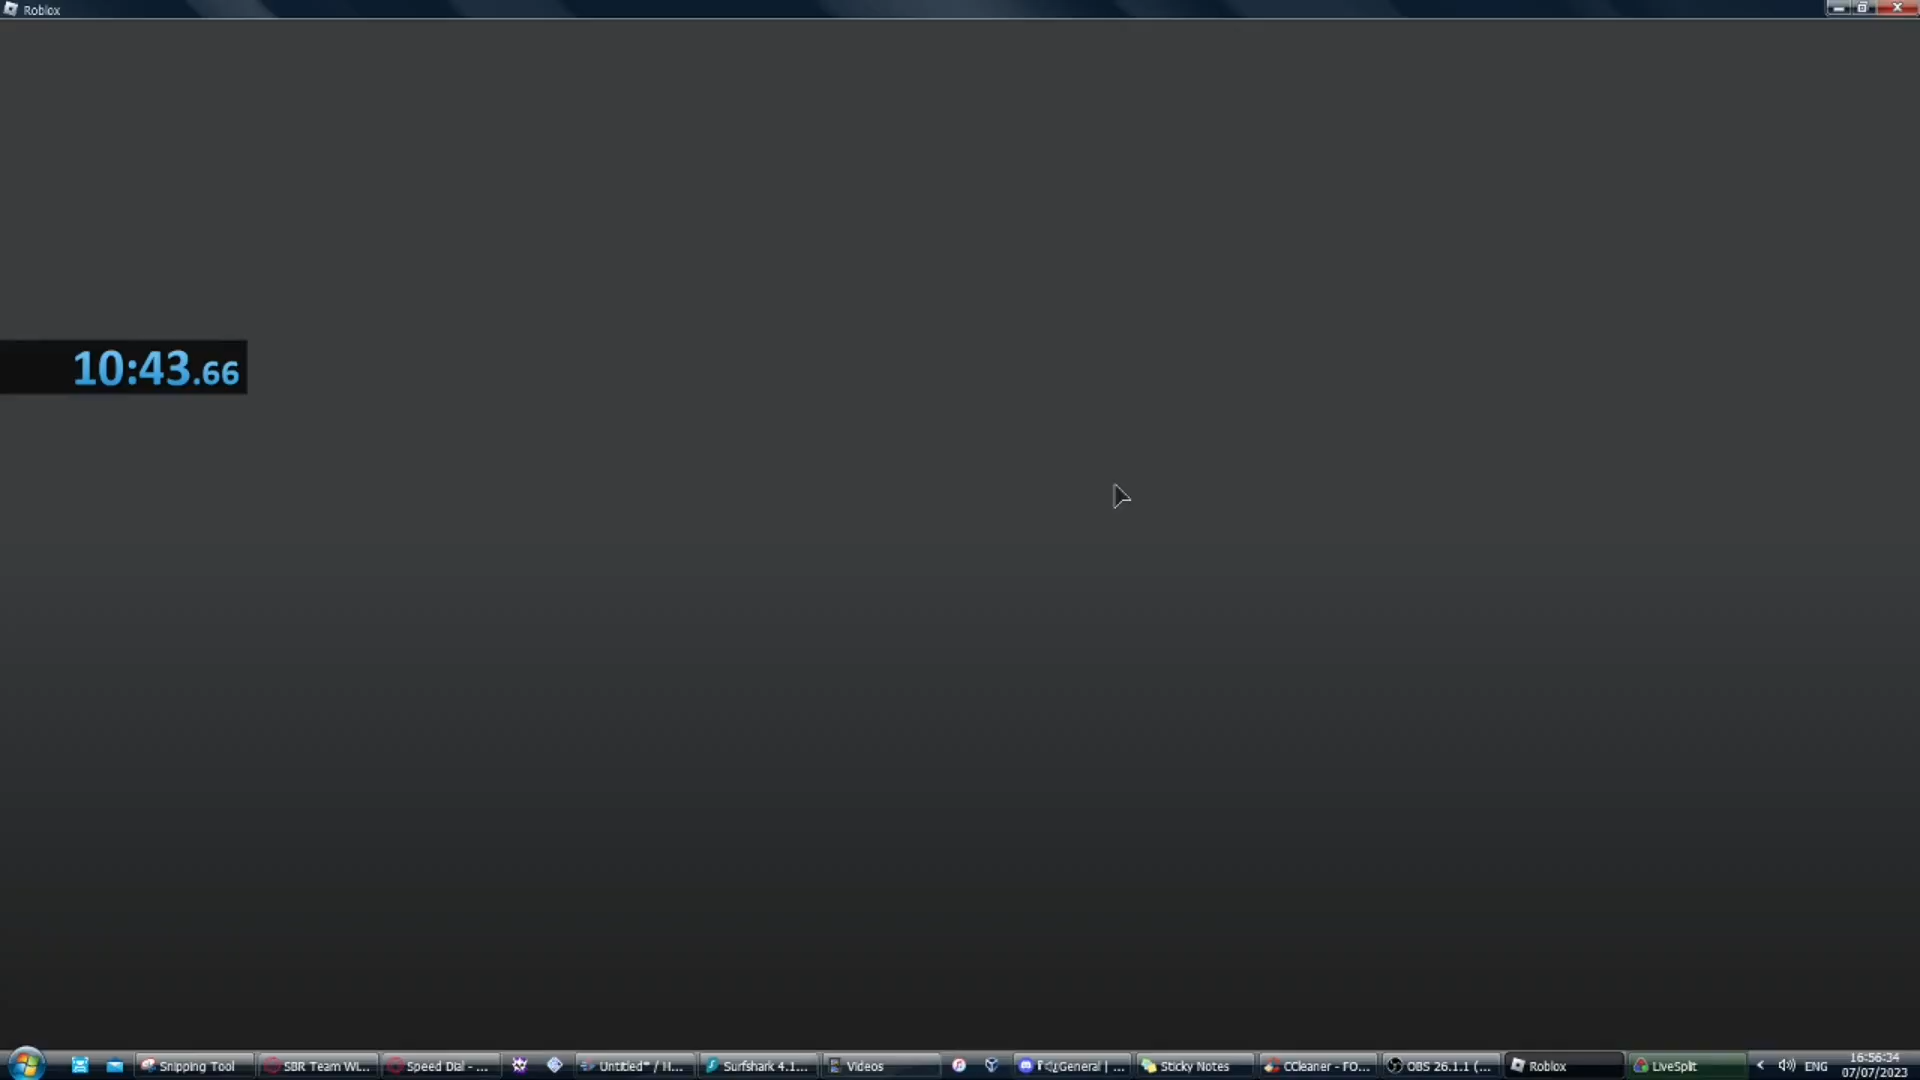 Roblox
10:43.66
Snipping Tool
SBR Team Wi...
Speed Dial - ...
Untitled* / H...
Surfshark 4.1...
Videos
General | ...
Sticky Notes
CCleaner - FO...
OBS 26.1.1 (...
Roblox
LiveSplit
ENG
16:56:34
07/07/2023